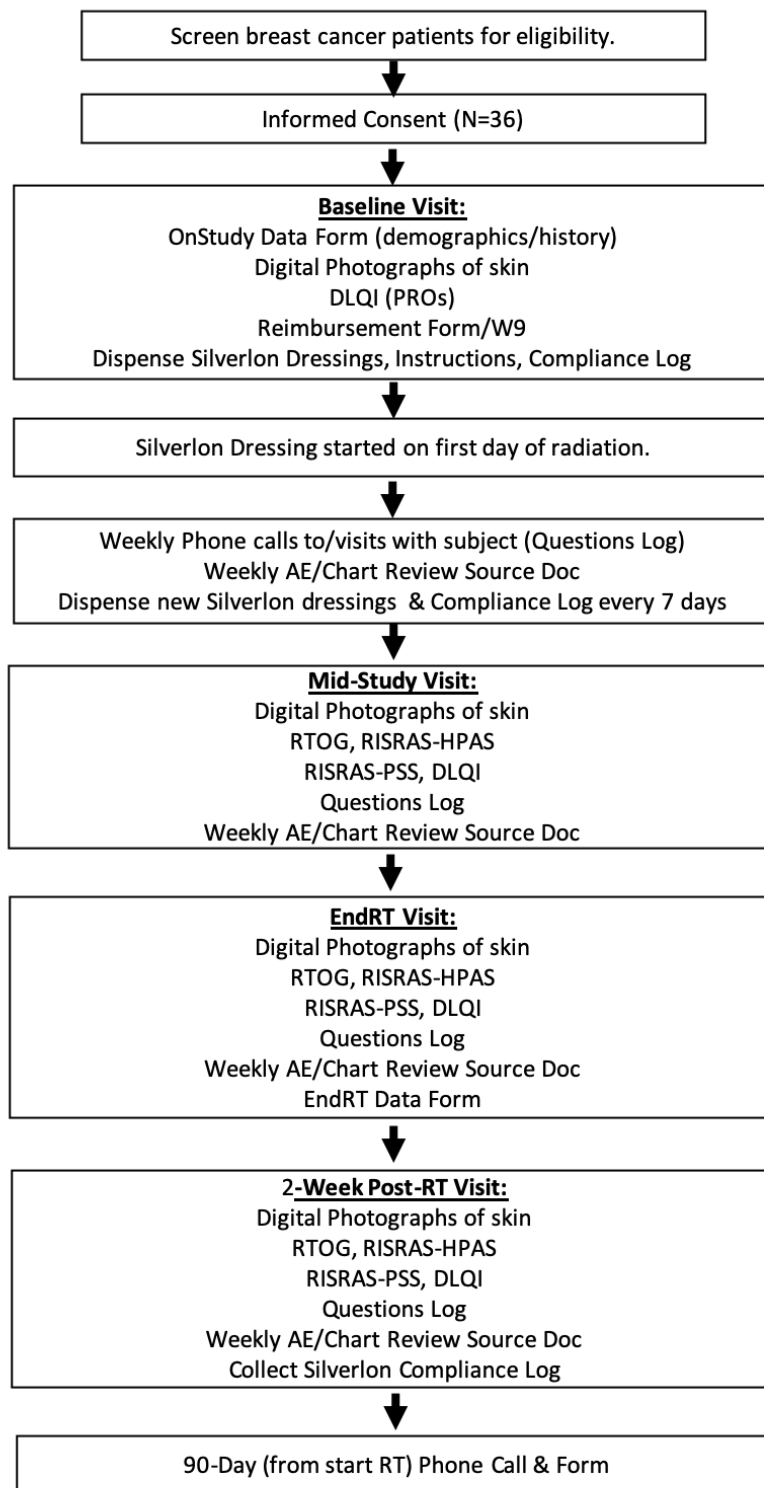 Screen breast cancer patients for eligibility.
Informed Consent (N=36)
Baseline Visit:
OnStudy Data Form (demographics/history)
Digital Photographs of skin
DLQI (PROs)
Reimbursement Form/W9
Dispense Silverlon Dressings, Instructions, Compliance Log
Silverlon Dressing started on first day of radiation.
Weekly Phone calls to/visits with subject (Questions Log)
Weekly AE/Chart Review Source Doc
Dispense new Silverlon dressings & Compliance Log every 7 days
Mid-Study Visit:
Digital Photographs of skin
RTOG, RISRAS-HPAS
RISRAS-PSS, DLQI
Questions Log
Weekly AE/Chart Review Source Doc
EndRT Visit:
Digital Photographs of skin
RTOG, RISRAS-HPAS
RISRAS-PSS, DLQI
Questions Log
Weekly AE/Chart Review Source Doc
EndRT Data Form
2-Week Post-RT Visit:
Digital Photographs of skin
RTOG, RISRAS-HPAS
RISRAS-PSS, DLQI
Questions Log
Weekly AE/Chart Review Source Doc
Collect Silverlon Compliance Log
90-Day (from start RT) Phone Call & Form